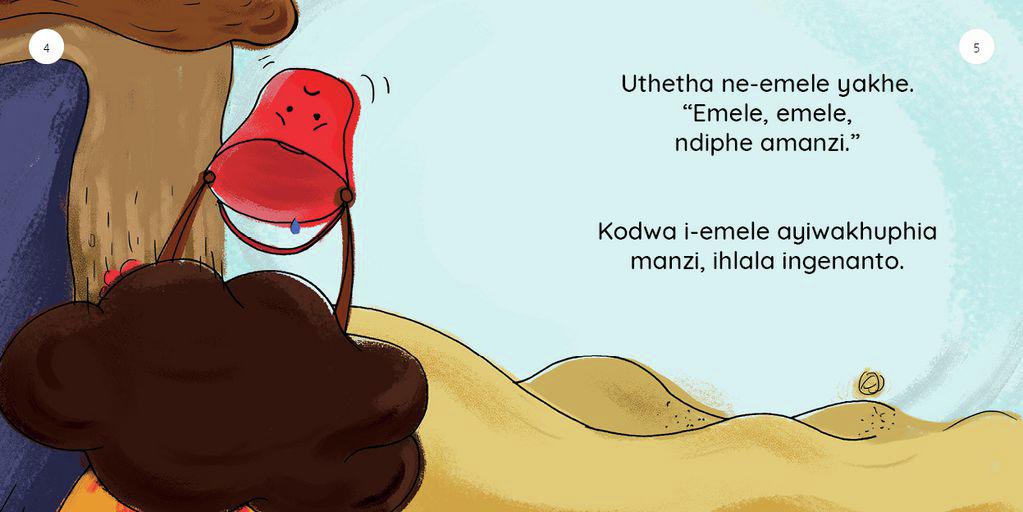 4
5
Uthetha ne-emele yakhe.
“Emele, emele,
ndiphe amanzi.”
Kodwa i-emele ayiwakhuphia
manzi, ihlala ingenanto.